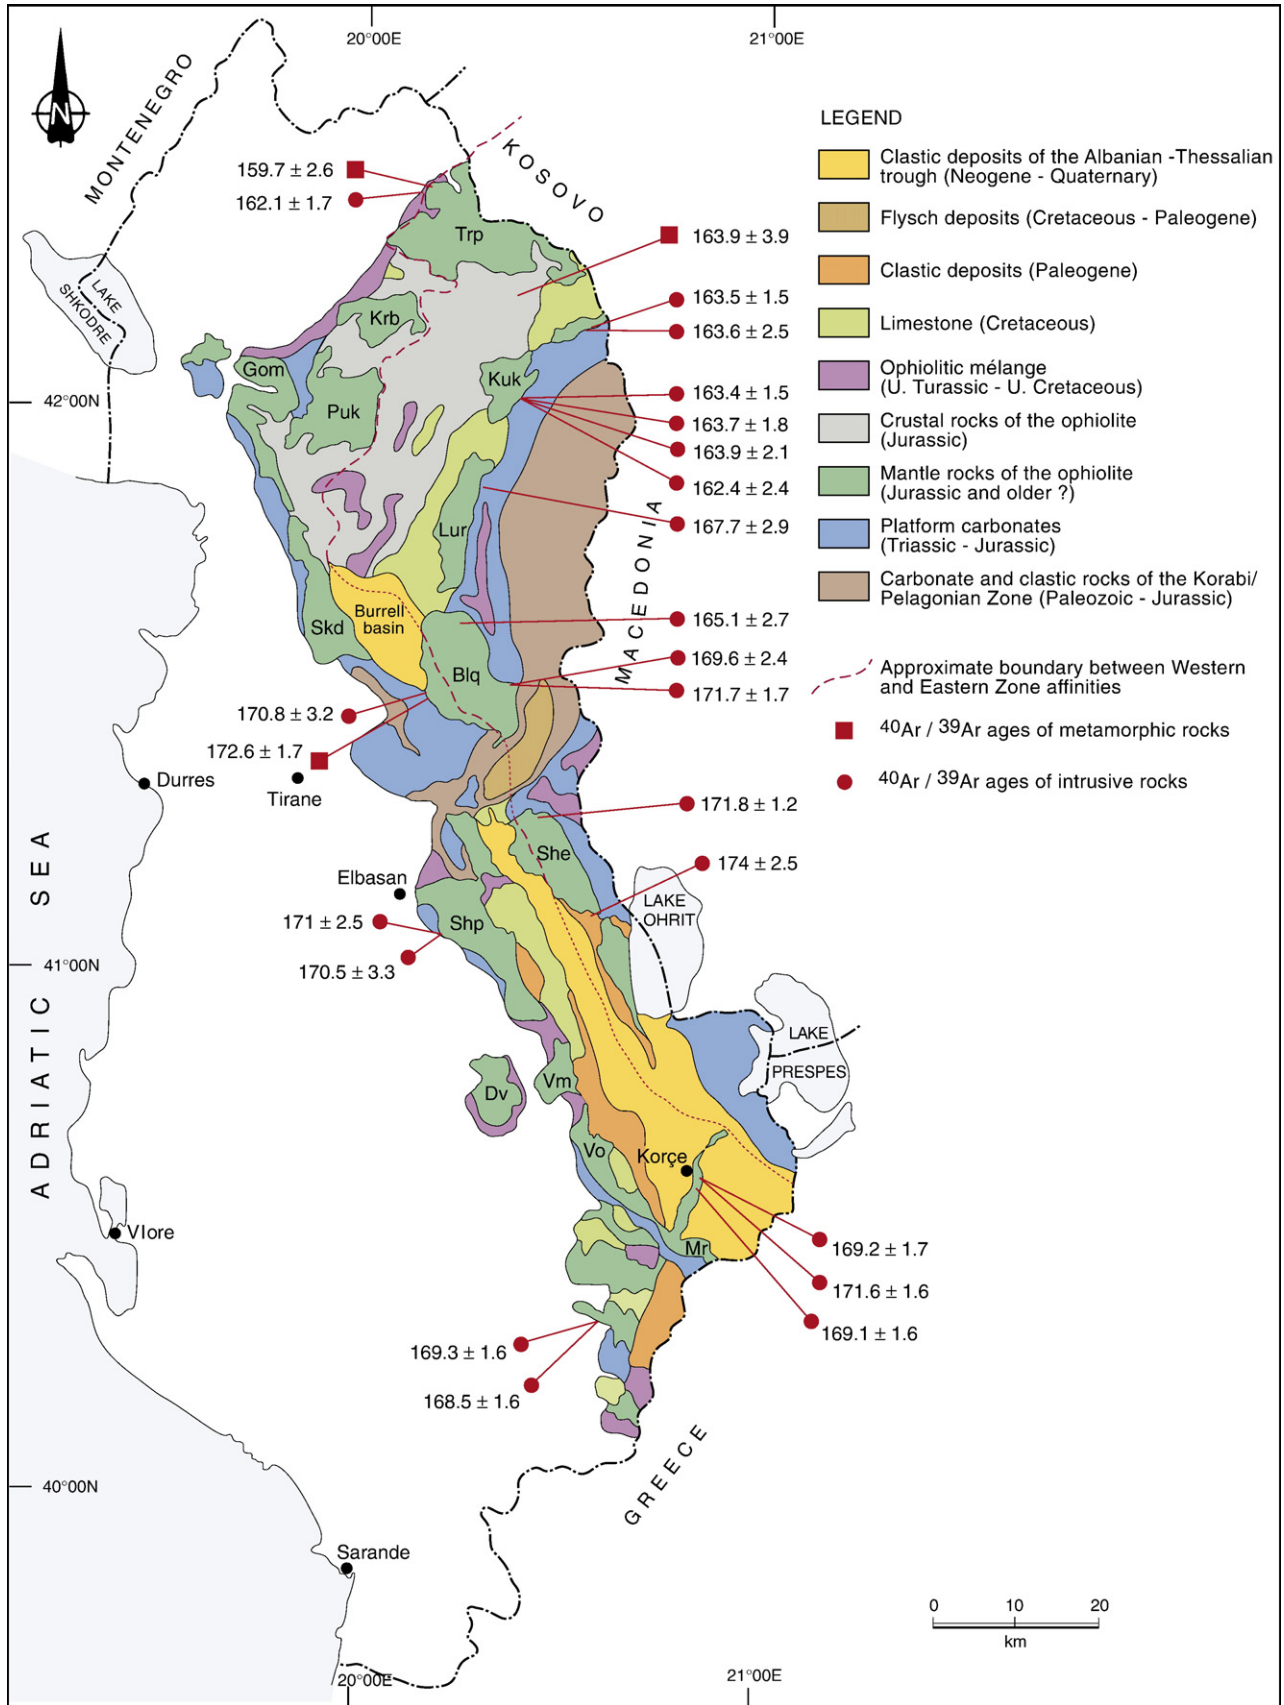 20°00E
21°00E
N
MONTENEGRO
KOSOVO
LAKE
SHKODRE
159.7 ± 2.6
162.1 ± 1.7
163.9 ± 3.9
163.5 ± 1.5
163.6 ± 2.5
163.4 ± 1.5
163.7 ± 1.8
163.9 ± 2.1
162.4 ± 2.4
167.7 ± 2.9
165.1 ± 2.7
169.6 ± 2.4
171.7 ± 1.7
170.8 ± 3.2
172.6 ± 1.7
171.8 ± 1.2
174 ± 2.5
171 ± 2.5
170.5 ± 3.3
169.2 ± 1.7
171.6 ± 1.6
169.1 ± 1.6
169.3 ± 1.6
168.5 ± 1.6
Trp
Krb
Gom
Puk
Kuk
Lur
Skd
Burrell
basin
Blq
She
Shp
Dv
Vm
Vo
Mr
42°00N
41°00N
40°00N
MACEDONIA
Durres
Tirane
Elbasan
LAKE
OHRIT
LAKE
PRESPES
Korçe
Vlore
Sarande
ADRIATIC SEA
GREECE
20°00E
21°00E
LEGEND
Clastic deposits of the Albanian -Thessalian
trough (Neogene - Quaternary)
Flysch deposits (Cretaceous - Paleogene)
Clastic deposits (Paleogene)
Limestone (Cretaceous)
Ophiolitic mélange
(U. Turassic - U. Cretaceous)
Crustal rocks of the ophiolite
(Jurassic)
Mantle rocks of the ophiolite
(Jurassic and older ?)
Platform carbonates
(Triassic - Jurassic)
Carbonate and clastic rocks of the Korabi/
Pelagonian Zone (Paleozoic - Jurassic)
Approximate boundary between Western
and Eastern Zone affinities
40Ar / 39Ar ages of metamorphic rocks
40Ar / 39Ar ages of intrusive rocks
0 10 20
km